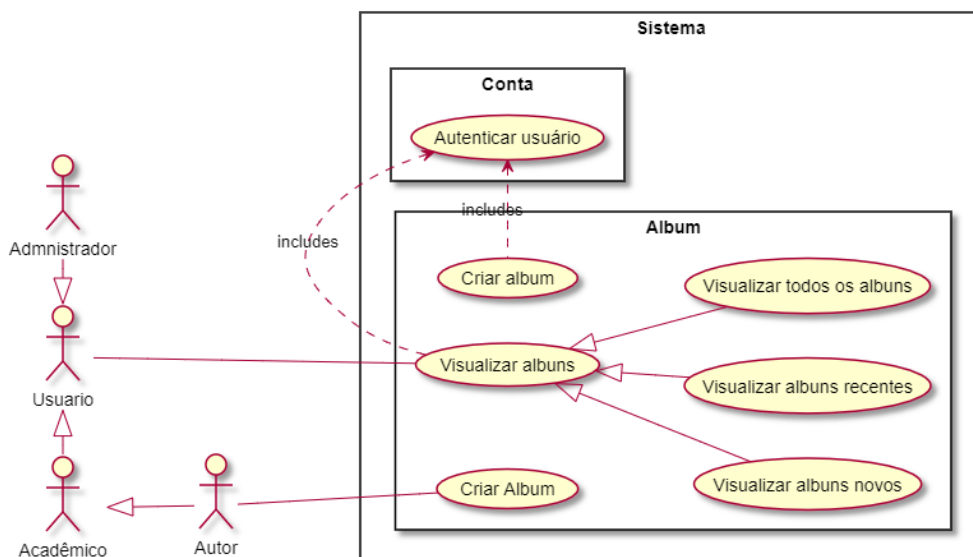 Sistema
Conta
Autenticar usuário
includes
includes
Admnistrador
Album
Criar album
Visualizar todos os albuns
Visualizar albuns
Visualizar albuns recentes
Usuario
Visualizar albuns novos
Criar Album
Acadêmico
Autor